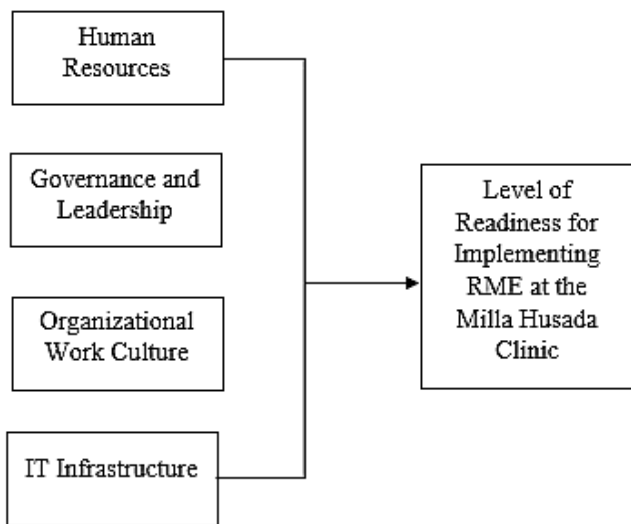 Human
Resources
Governance and
Leadership
Organizational
Work Culture
IT Infrastructure
Level of
Readiness for
Implementing
RME at the
Milla Husada
Clinic